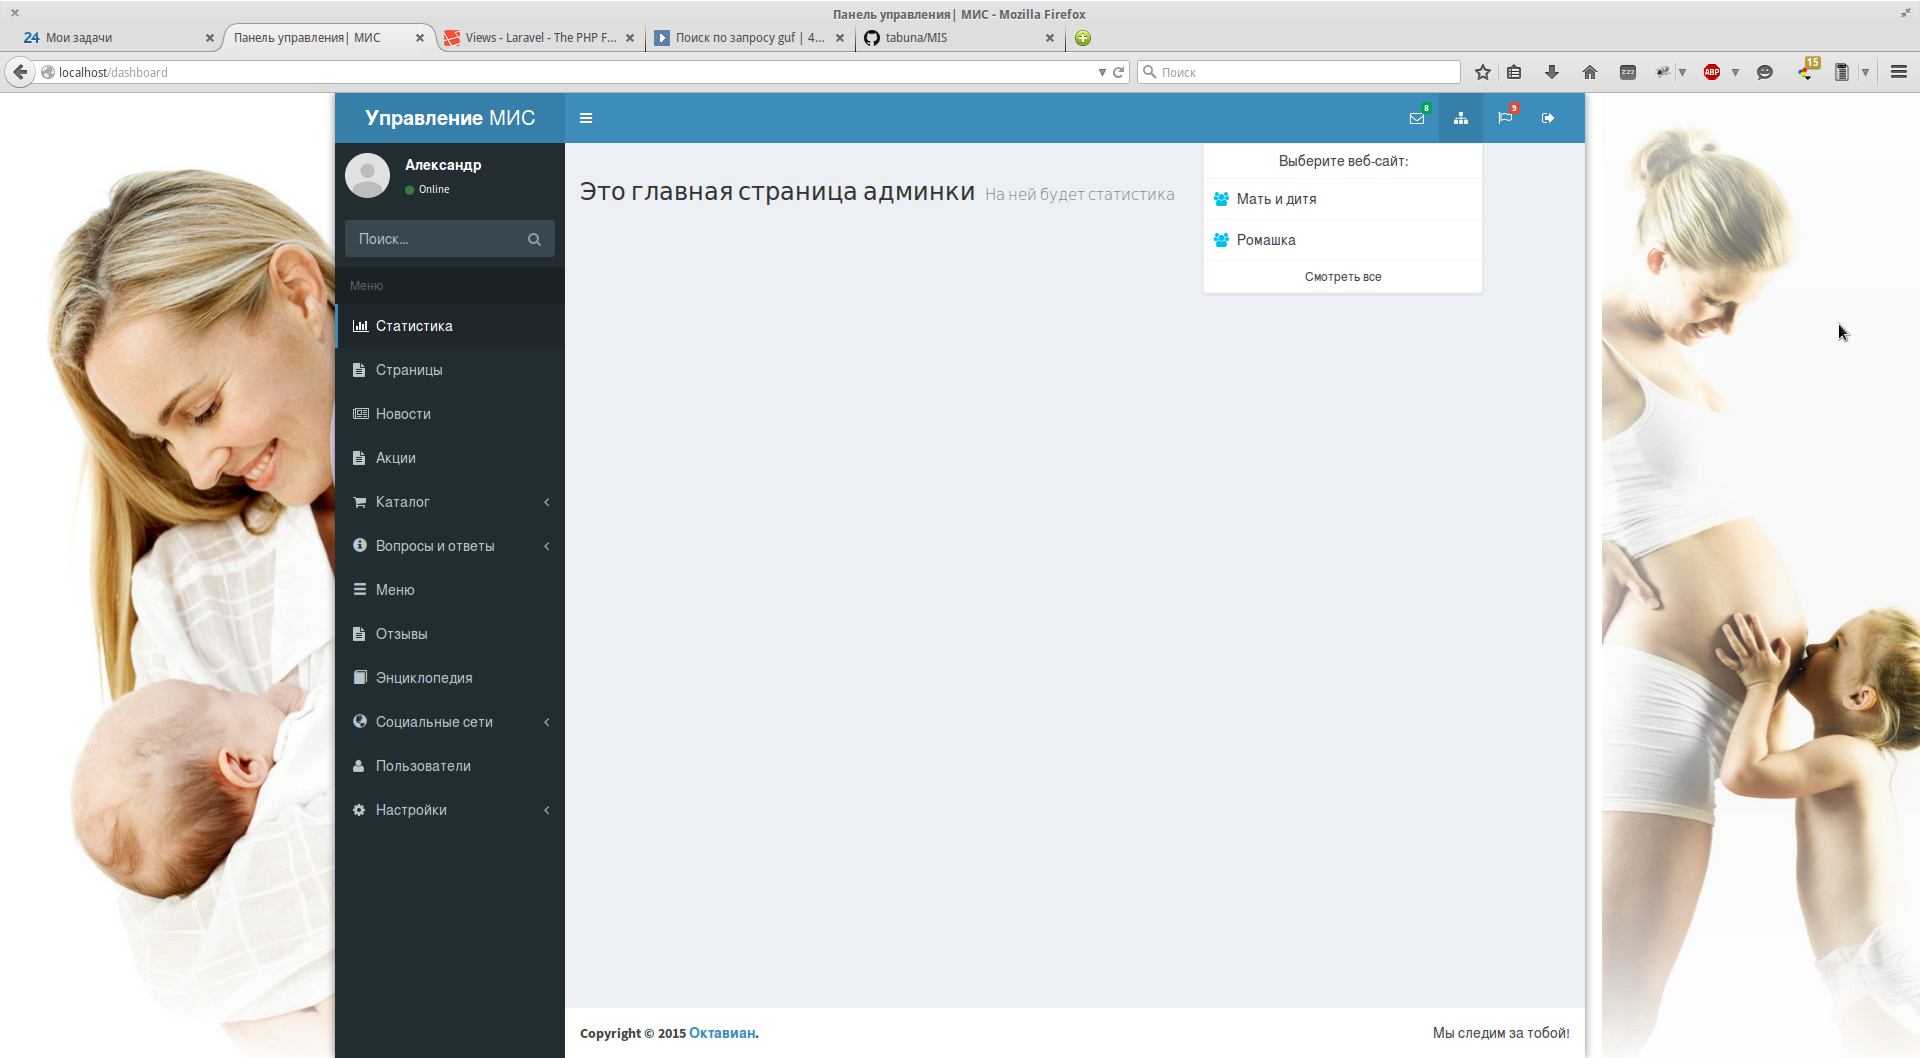 Панель управления| МИС - Mozilla Firefox
24 Мои задачи
Панель управления| МИС
Views - Laravel - The PHP F...
Поиск по запросу guf | 4...
tabuna/MIS
localhost/dashboard
Поиск
zzz
ABP
15
Управление МИС
8
9
Александр
Online
Поиск...
Меню
Статистика
Страницы
Новости
Акции
Каталог
Вопросы и ответы
Меню
Отзывы
Энциклопедия
Социальные сети
Пользователи
Настройки
Это главная страница админки На ней будет статистика
Выберите веб-сайт:
Мать и дитя
Ромашка
Смотреть все
Copyright © 2015 Октавиан.
Мы следим за тобой!